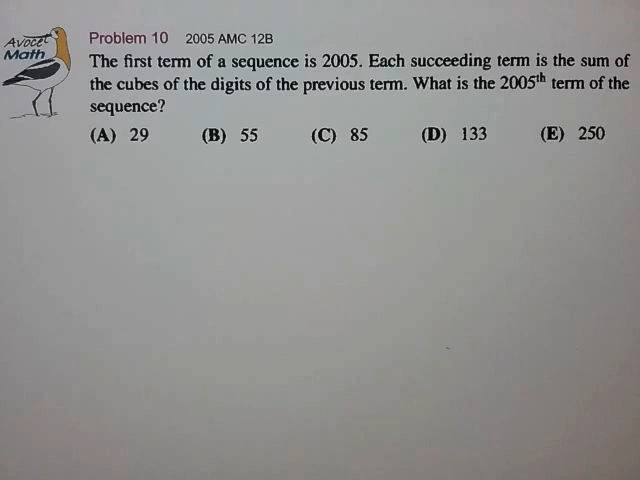 Avocet
Math
Problem 10 2005 AMC 12B
The first term of a sequence is 2005. Each succeeding term is the sum of
the cubes of the digits of the previous term. What is the 2005th term of the
sequence?
(A) 29 (B) 55 (C) 85 (D) 133 (E) 250